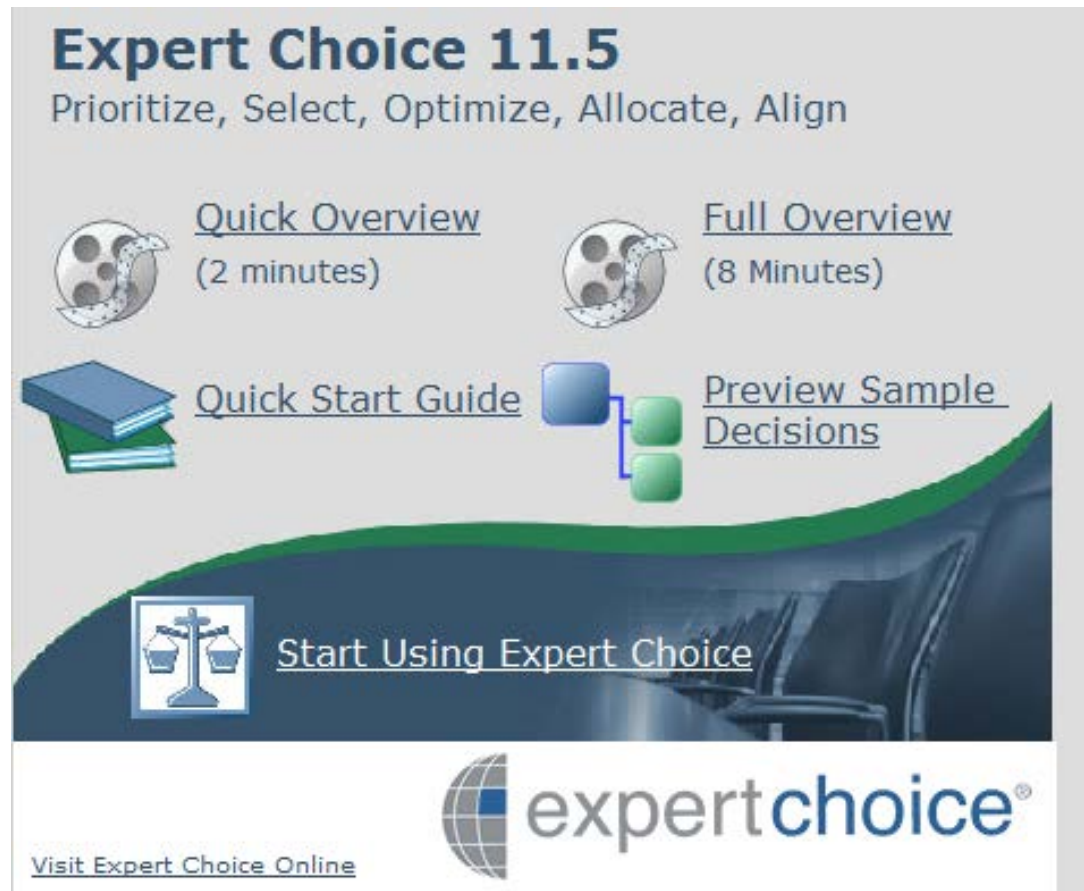 Expert Choice 11.5
Prioritize, Select, Optimize, Allocate, Align
Quick Overview
(2 minutes)
Full Overview
(8 Minutes)
Quick Start Guide
Preview Sample
Decisions
Start Using Expert Choice
expertchoice®
Visit Expert Choice Online